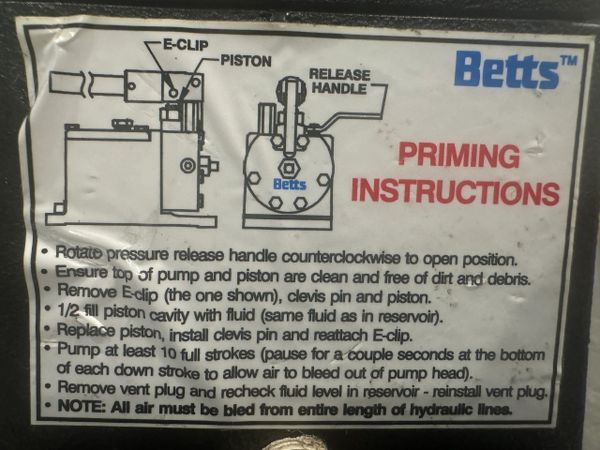 E-CLIP
PISTON
RELEASE
HANDLE
Betts™
PRIMING
INSTRUCTIONS
Betts
• Rotate pressure release handle counterclockwise to open position.
• Ensure top of pump and piston are clean and free of dirt and debris.
• Remove E-clip (the one shown), clevis pin and piston.
• 1/2 fill piston cavity with fluid (same fluid as in reservoir).
• Replace piston, install clevis pin and reattach E-clip.
• Pump at least 10 full strokes (pause for a couple seconds at the bottom
of each down stroke to allow air to bleed out of pump head).
• Remove vent plug and recheck fluid level in reservoir - reinstall vent plug.
• NOTE: All air must be bled from entire length of hydraulic lines.